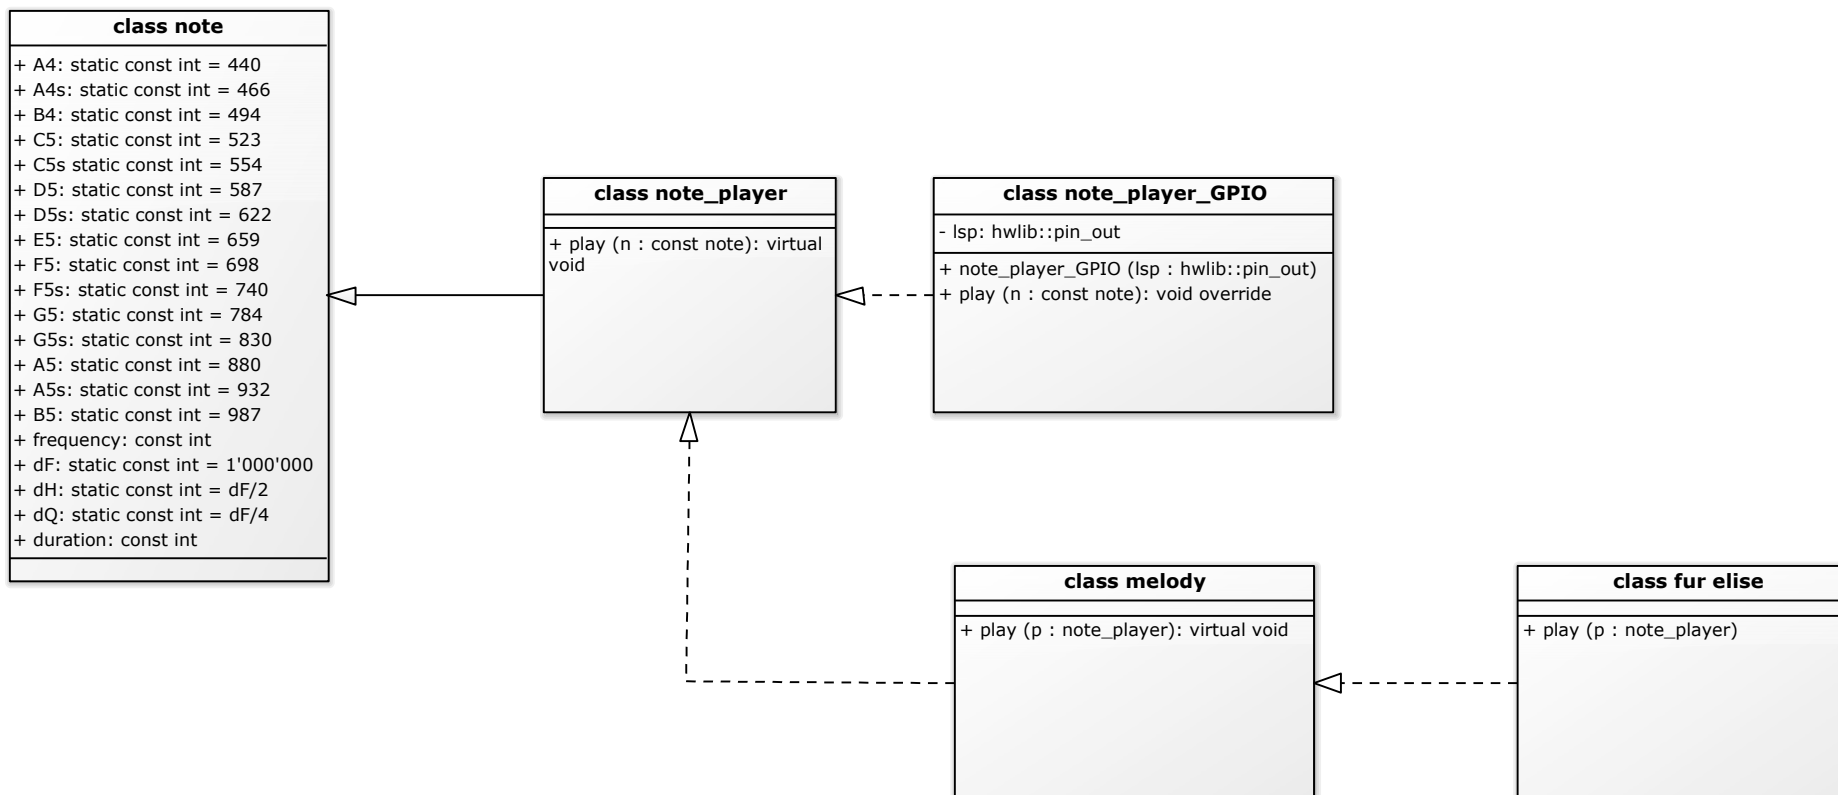 class note
+ A4: static const int = 440
+ A4s: static const int = 466
+ B4: static const int = 494
+ C5: static const int = 523
+ C5s static const int = 554
+ D5: static const int = 587
+ D5s: static const int = 622
+ E5: static const int = 659
+ F5: static const int = 698
+ F5s: static const int = 740
+ G5: static const int = 784
+ G5s: static const int = 830
+ A5: static const int = 880
+ A5s: static const int = 932
+ B5: static const int = 987
+ frequency: const int
+ dF: static const int = 1'000'000
+ dH: static const int = dF/2
+ dQ: static const int = dF/4
+ duration: const int
class note_player
+ play (n : const note): virtual
void
class note_player_GPIO
- lsp: hwlib::pin_out
+ note_player_GPIO (lsp : hwlib::pin_out)
+ play (n : const note): void override
class melody
+ play (p : note_player): virtual void
class fur elise
+ play (p : note_player)